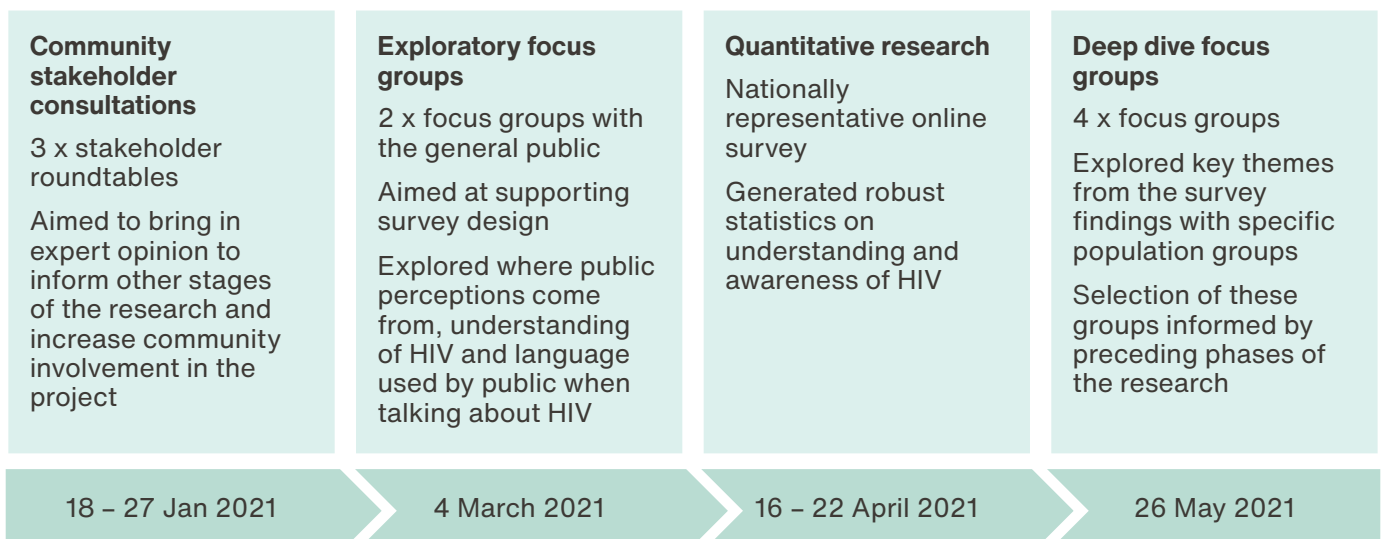 Community
stakeholder
consultations
3 x stakeholder
roundtables
Aimed to bring in
expert opinion to
inform other stages
of the research and
increase community
involvement in the
project
Exploratory focus
groups
2 x focus groups with
the general public
Aimed at supporting
survey design
Explored where public
perceptions come
from, understanding
of HIV and language
used by public when
talking about HIV
Quantitative research
Nationally
representative online
survey
Generated robust
statistics on
understanding and
awareness of HIV
Deep dive focus
groups
4 x focus groups
Explored key themes
from the survey
findings with specific
population groups
Selection of these
groups informed by
preceding phases of
the research
18 – 27 Jan 2021
4 March 2021
16 – 22 April 2021
26 May 2021